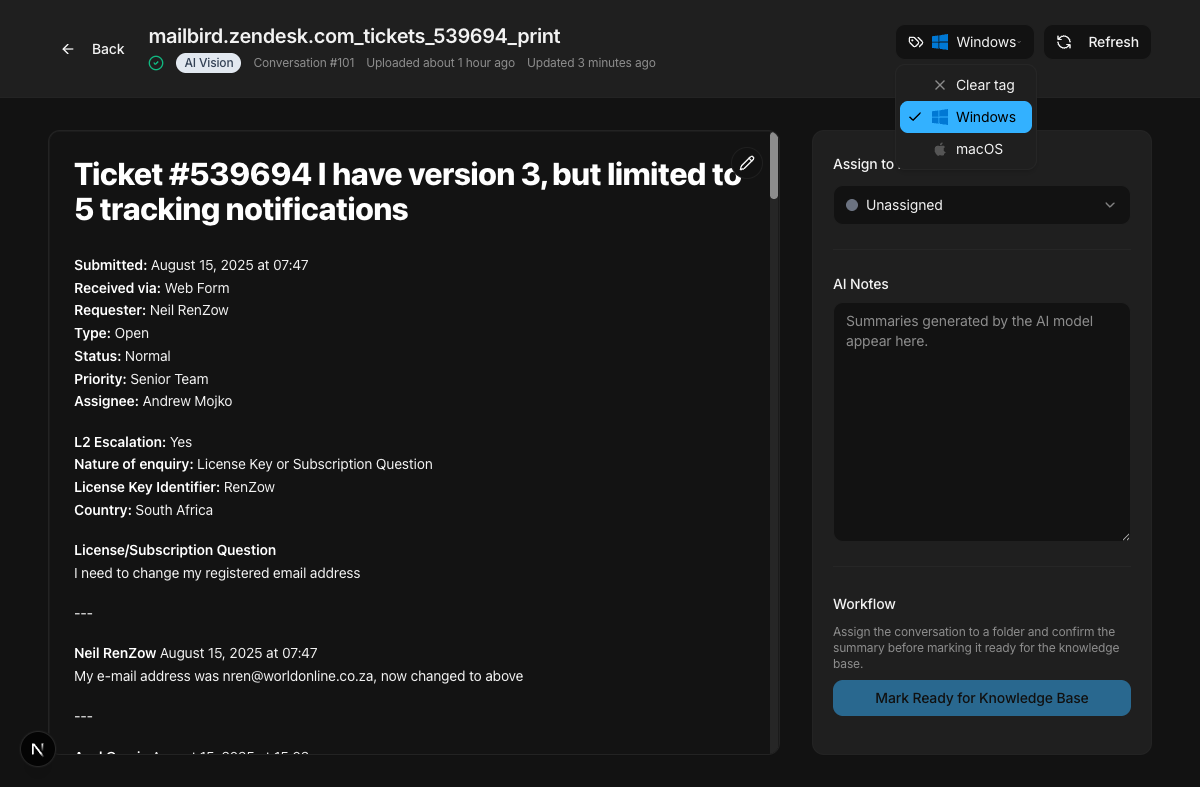 Back
mailbird.zendesk.com_tickets_539694_print
AI Vision Conversation #101 Uploaded about 1 hour ago Updated 3 minutes ago
Windows
Refresh
Clear tag
Windows
macOS
Ticket #539694 I have version 3, but limited to
5 tracking notifications
Submitted: August 15, 2025 at 07:47
Received via: Web Form
Requester: Neil RenZow
Type: Open
Status: Normal
Priority: Senior Team
Assignee: Andrew Mojko
L2 Escalation: Yes
Nature of enquiry: License Key or Subscription Question
License Key Identifier: RenZow
Country: South Africa
License/Subscription Question
I need to change my registered email address
---
Neil RenZow August 15, 2025 at 07:47
My e-mail address was nren@worldonline.co.za, now changed to above
---
Assign to
Unassigned
AI Notes
Summaries generated by the AI model
appear here.
Workflow
Assign the conversation to a folder and confirm the
summary before marking it ready for the knowledge
base.
Mark Ready for Knowledge Base
N